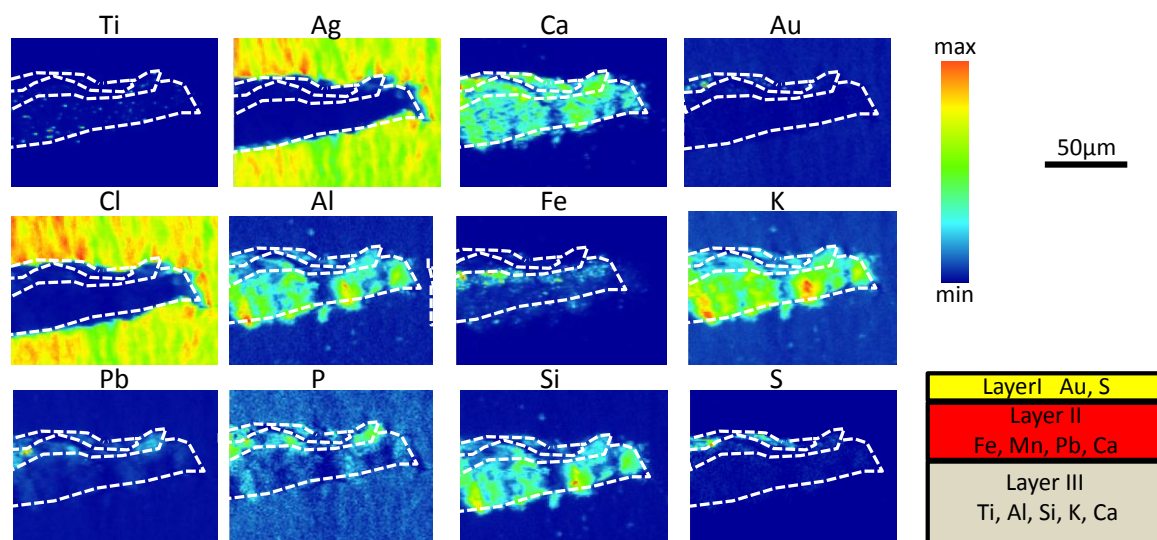 Ti Ag Ca Au
max
50μm
min
Cl Al Fe K
Pb P Si S
LayerI Au, S
Layer II
Fe, Mn, Pb, Ca
Layer III
Ti, Al, Si, K, Ca